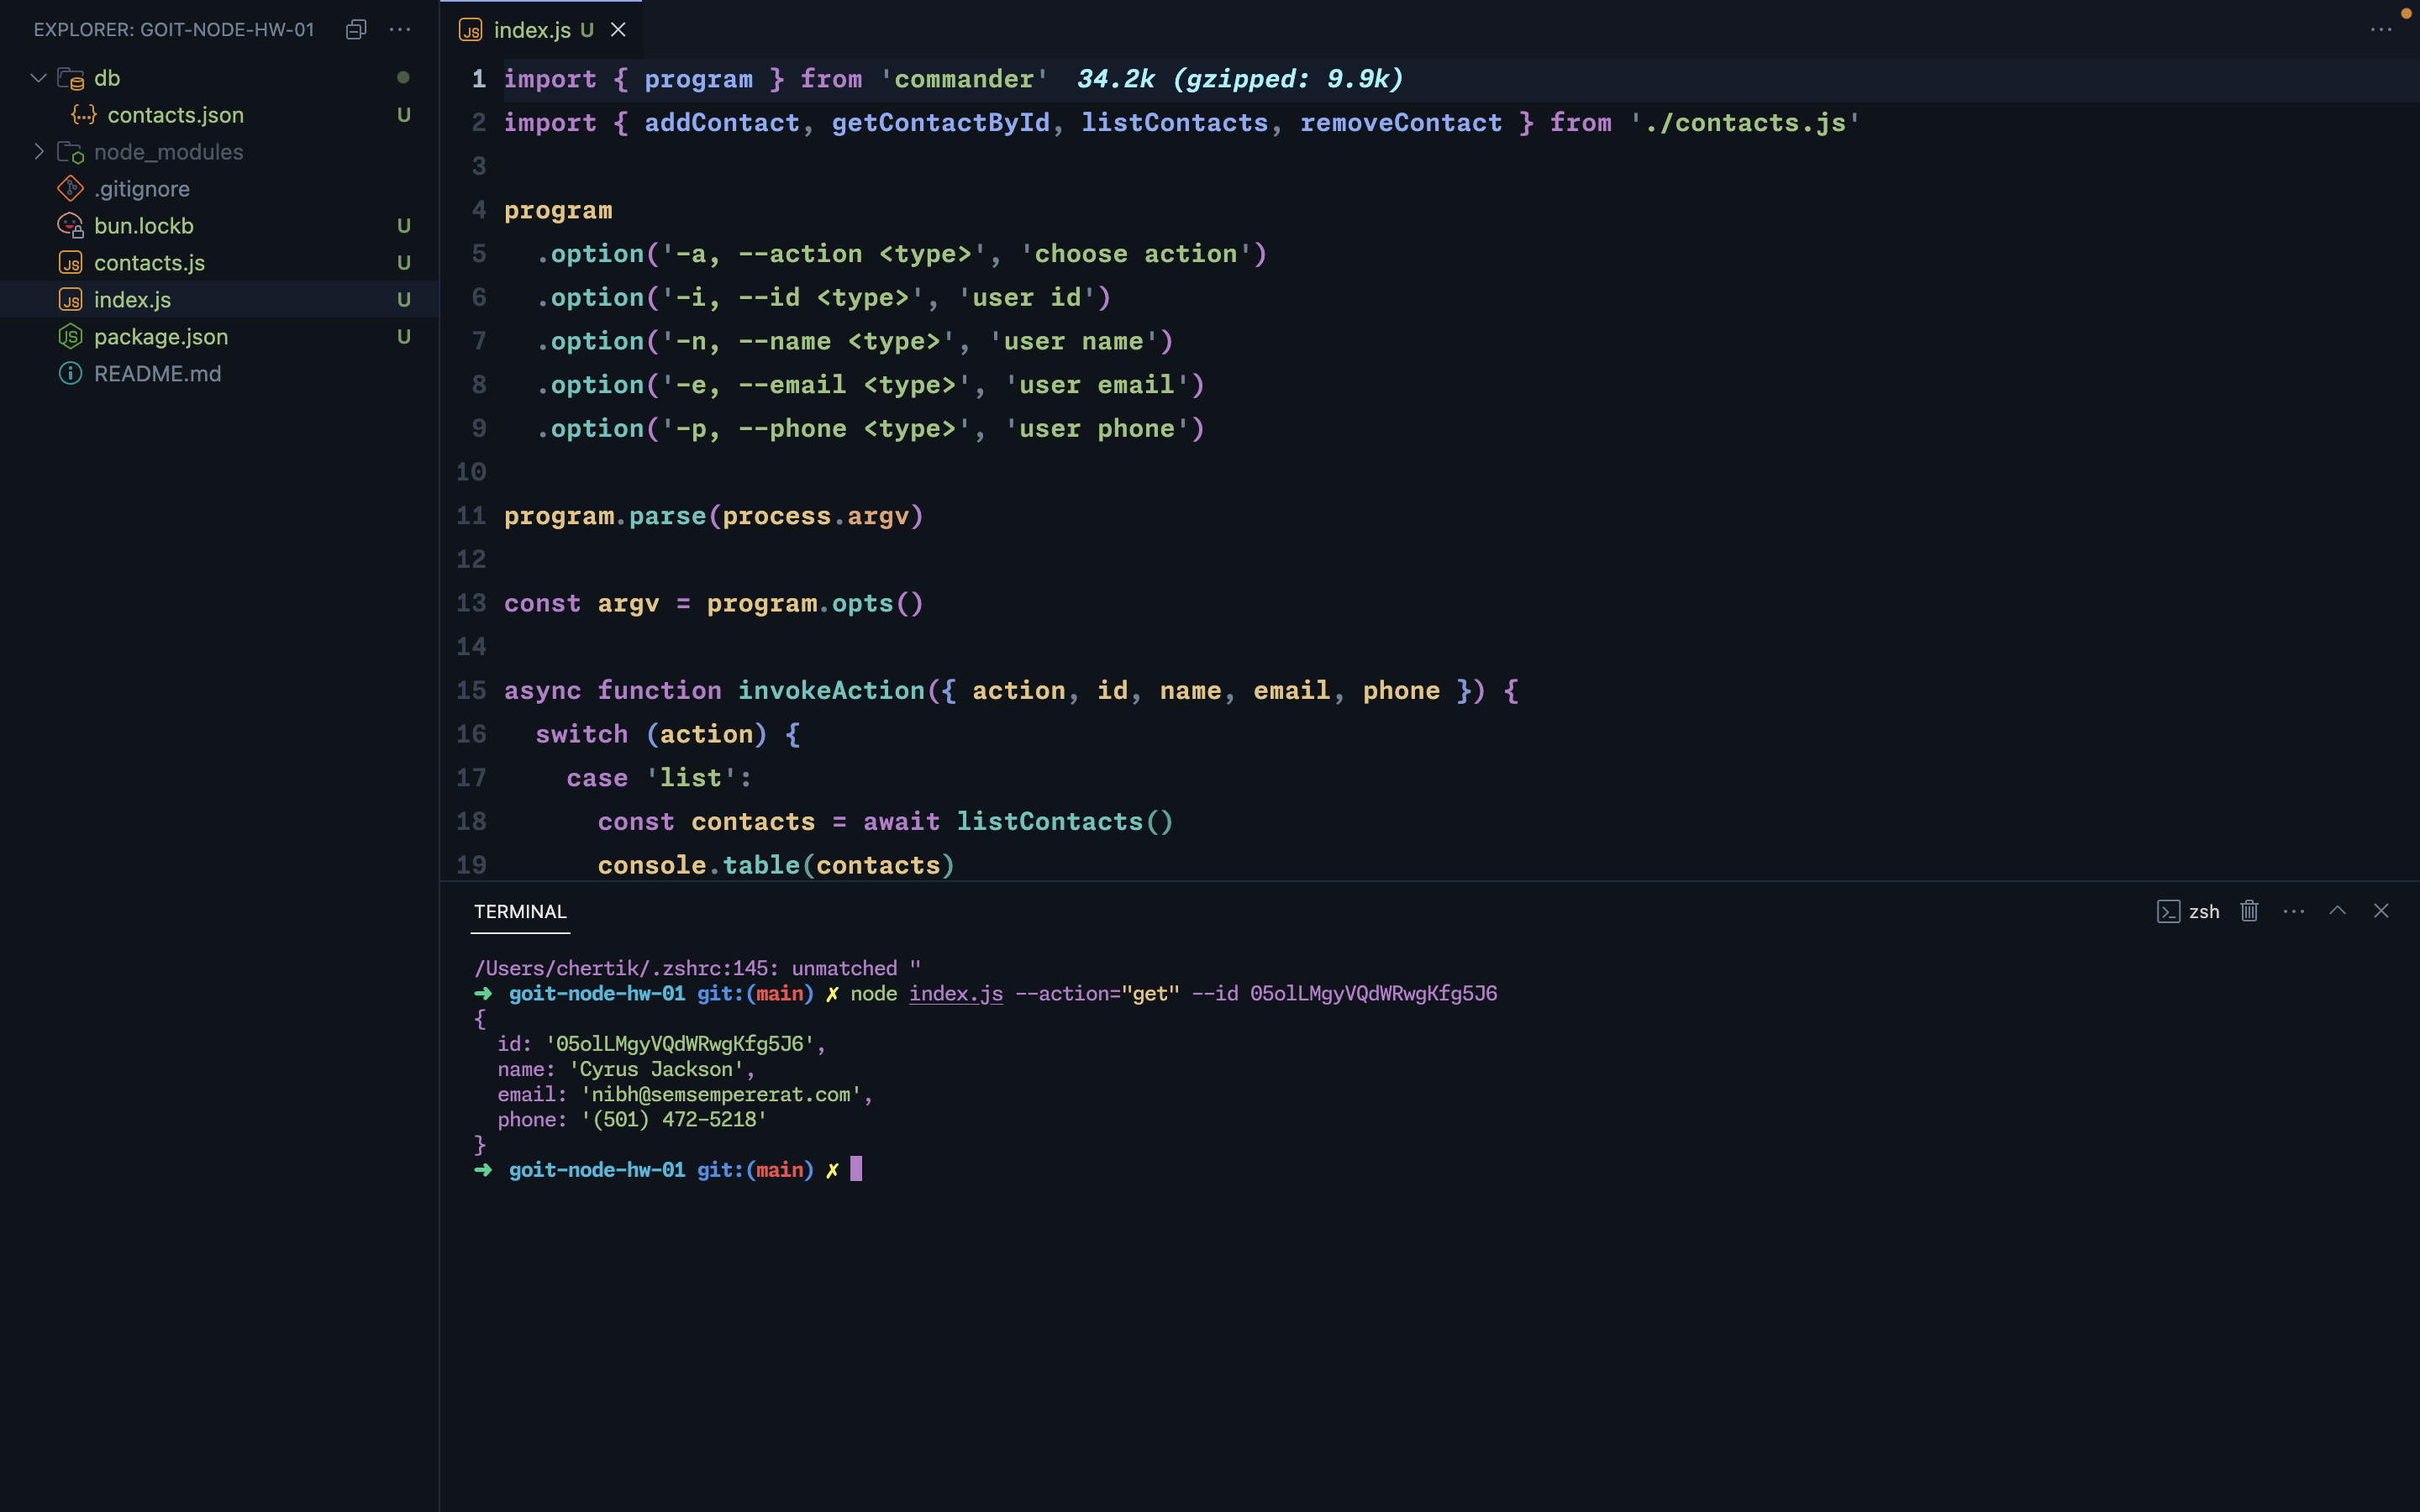 EXPLORER: GOIT-NODE-HW-01
db
contacts.json U
node_modules
.gitignore
bun.lockb U
contacts.js U
index.js U
package.json U
README.md
index.js U
1 import { program } from 'commander' 34.2k (gzipped: 9.9k)
2 import { addContact, getContactById, listContacts, removeContact } from './contacts.js'
3
4 program
5 .option('-a, --action <type>', 'choose action')
6 .option('-i, --id <type>', 'user id')
7 .option('-n, --name <type>', 'user name')
8 .option('-e, --email <type>', 'user email')
9 .option('-p, --phone <type>', 'user phone')
10
11 program.parse(process.argv)
12
13 const argv = program.opts()
14
15 async function invokeAction({ action, id, name, email, phone }) {
16 switch (action) {
17 case 'list':
18 const contacts = await listContacts()
19 console.table(contacts)
TERMINAL
zsh
/Users/chertik/.zshrc:145: unmatched "
➜ goit-node-hw-01 git:(main) ✗ node index.js --action="get" --id 05olLMgyVQdWRwgKfg5J6
{
id: '05olLMgyVQdWRwgKfg5J6',
name: 'Cyrus Jackson',
email: 'nibh@semsempererat.com',
phone: '(501) 472-5218'
}
➜ goit-node-hw-01 git:(main) ✗